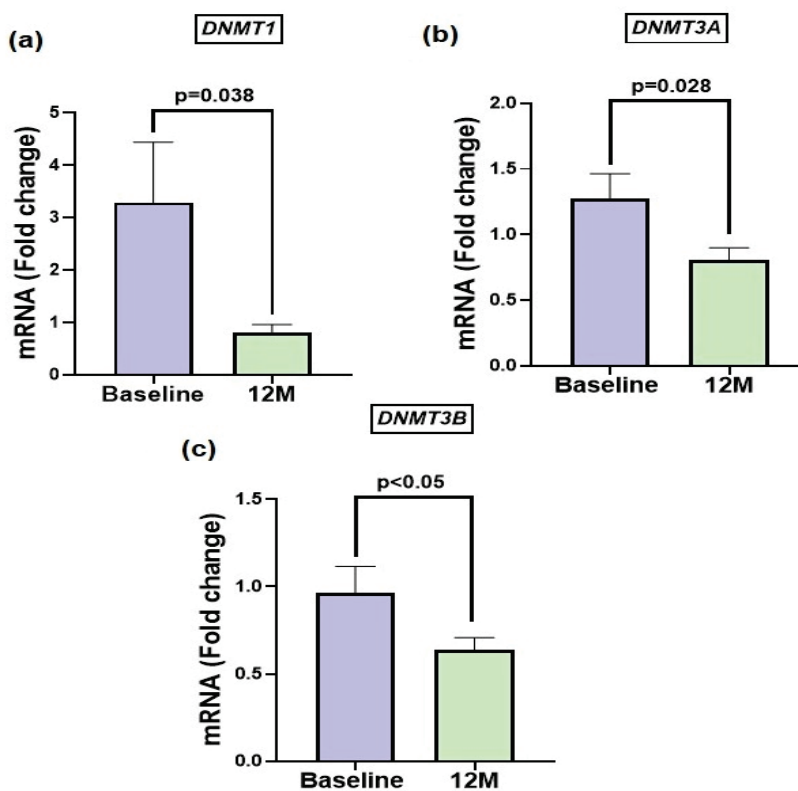 (a)
DNMT1
p=0.038
mRNA (Fold change)
5
4
3
2
1
0
Baseline 12M
(b)
DNMT3A
p=0.028
mRNA (Fold change)
2.0
1.5
1.0
0.5
0.0
Baseline 12M
(c)
DNMT3B
p<0.05
mRNA (Fold change)
1.5
1.0
0.5
0.0
Baseline 12M